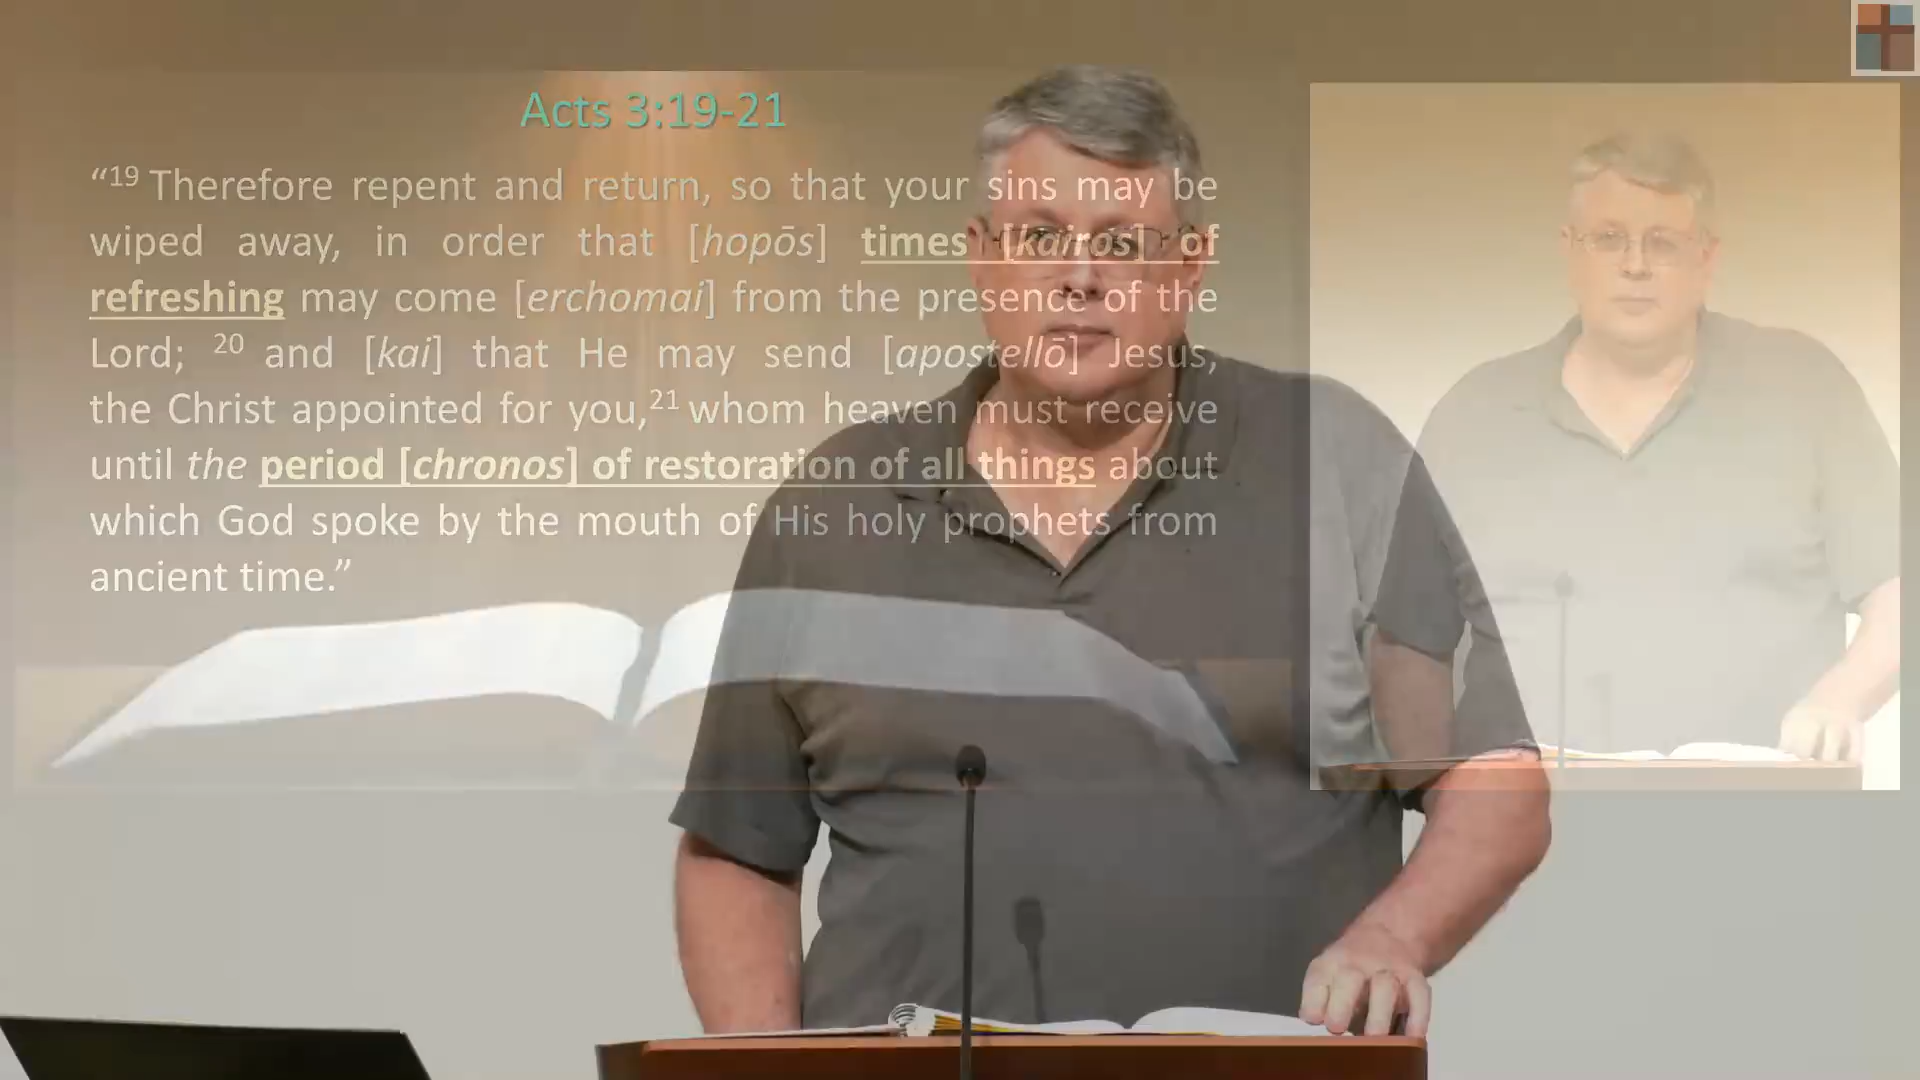 Acts 3:19-21
“19 Therefore repent and return, so that your sins may be
wiped away, in order that [hopōs] times [kairos] of
refreshing may come [erchomai] from the presence of the
Lord; 20 and [kai] that He may send [apostellō] Jesus,
the Christ appointed for you,21 whom heaven must receive
until the period [chronos] of restoration of all things about
which God spoke by the mouth of His holy prophets from
ancient time.”